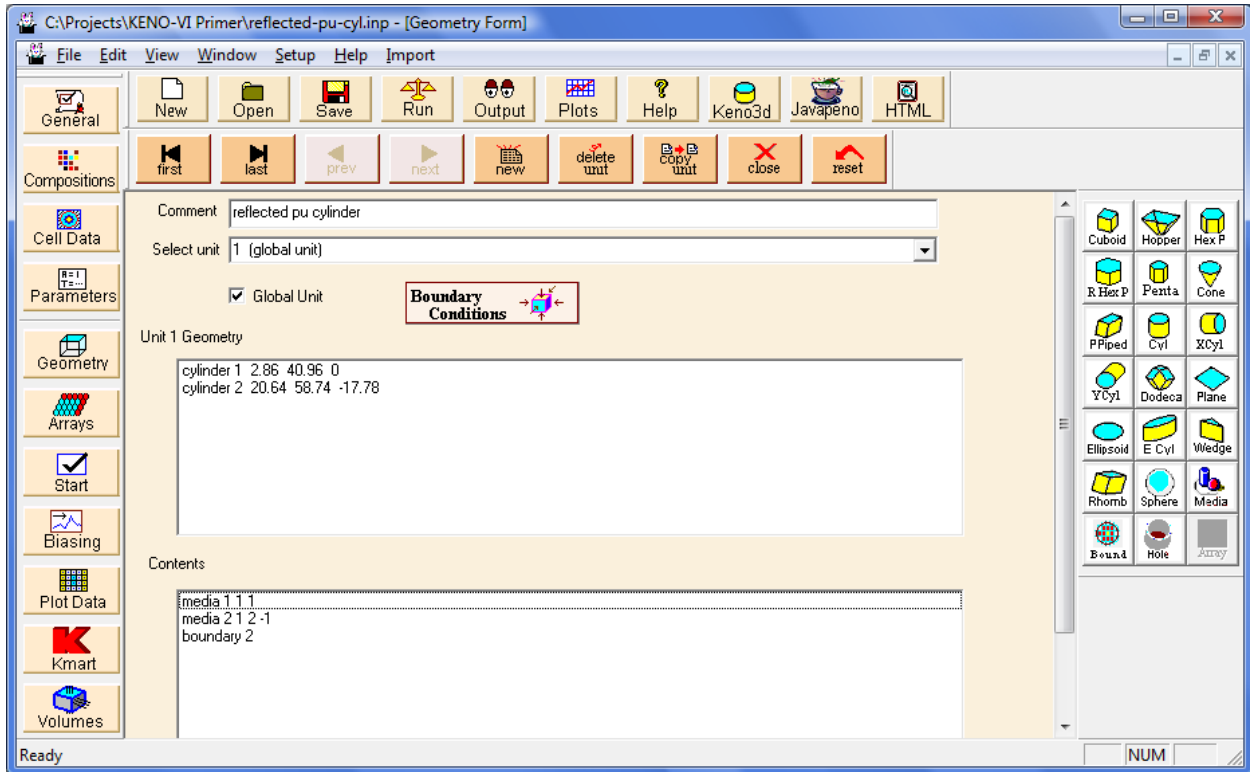 C:\Projects\KENO-VI Primer\reflected-pu-cyl.inp - [Geometry Form]
File Edit View Window Setup Help Import
General
New Open Save Run Output Plots Help Keno3d Javapeno HTML
first last prev next new delete unit copy unit close reset
Compositions
Cell Data
Parameters
Geometry
Arrays
Start
Biasing
Plot Data
Kmart
Volumes
Comment reflected pu cylinder
Select unit 1 (global unit)
Global Unit
Boundary
Conditions
Unit 1 Geometry
cylinder 1 2.86 40.96 0
cylinder 2 20.64 58.74 -17.78
Contents
media 1 1 1
media 2 1 2 -1
boundary 2
Cuboid Hopper Hex P
R Hex P Penta Cone
PPiped Cyl XCyl
YCyl Dodeca Plane
Ellipsoid E Cyl Wedge
Rhomb Sphere Media
Bound Hole Array
Ready NUM